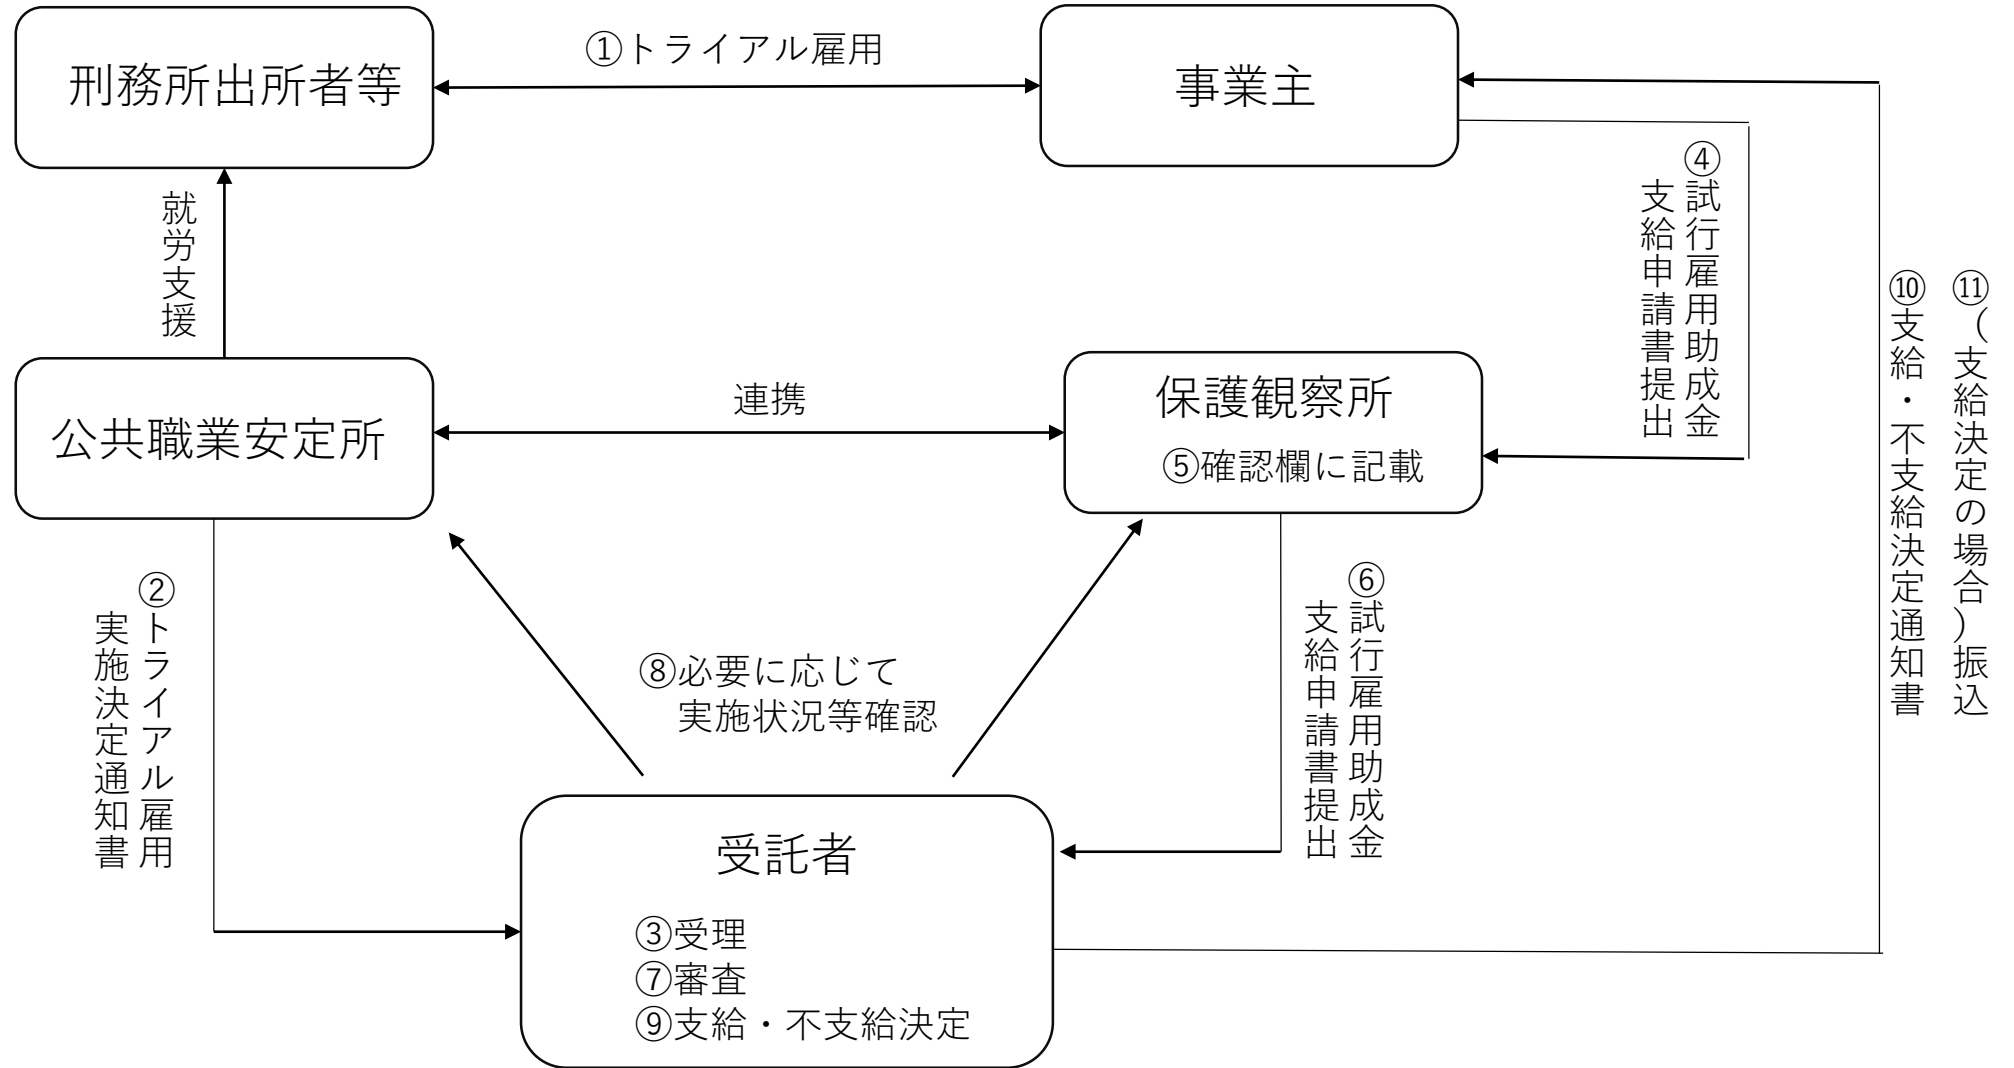 刑務所出所者等
①トライアル雇用
事業主
就労支援
④試行雇用助成金
支給申請書提出
⑪(支給決定の場合)振込
⑩支給・不支給決定通知書
公共職業安定所
連携
保護観察所
⑤確認欄に記載
②トライアル雇用
実施決定通知書
⑧必要に応じて
実施状況等確認
⑥試行雇用助成金
支給申請書提出
受託者
③受理
⑦審査
⑨支給・不支給決定